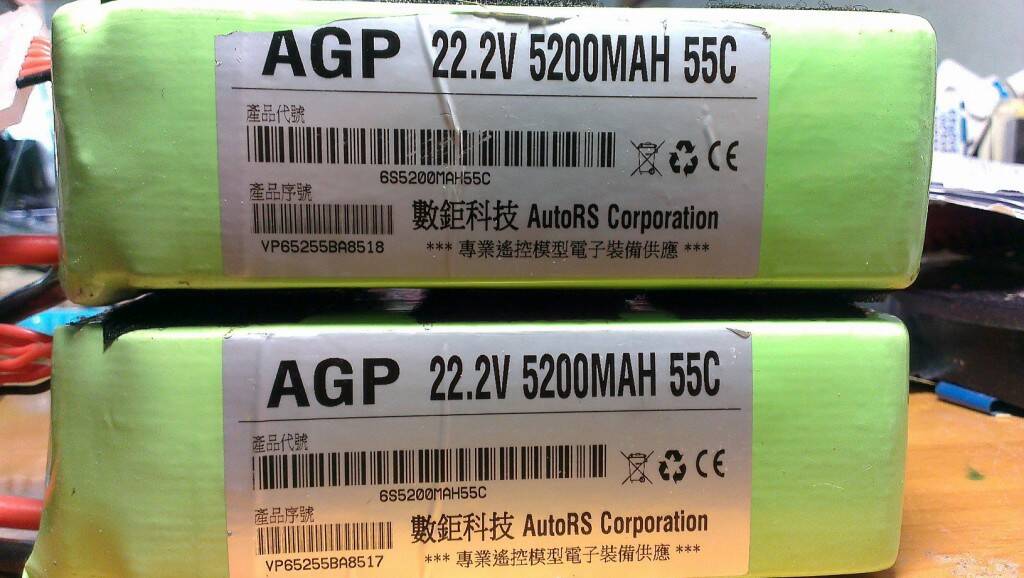 AGP 22.2V 5200MAH 55C
產品代號
6S5200MAH55C
產品序號
數鉅科技 AutoRS Corporation
VP65255BA8518
*** 專業遙控模型電子裝備供應 ***
AGP 22.2V 5200MAH 55C
產品代號
6S5200MAH55C
產品序號
數鉅科技 AutoRS Corporation
VP65255BA8517
*** 專業遙控模型電子裝備供應 ***